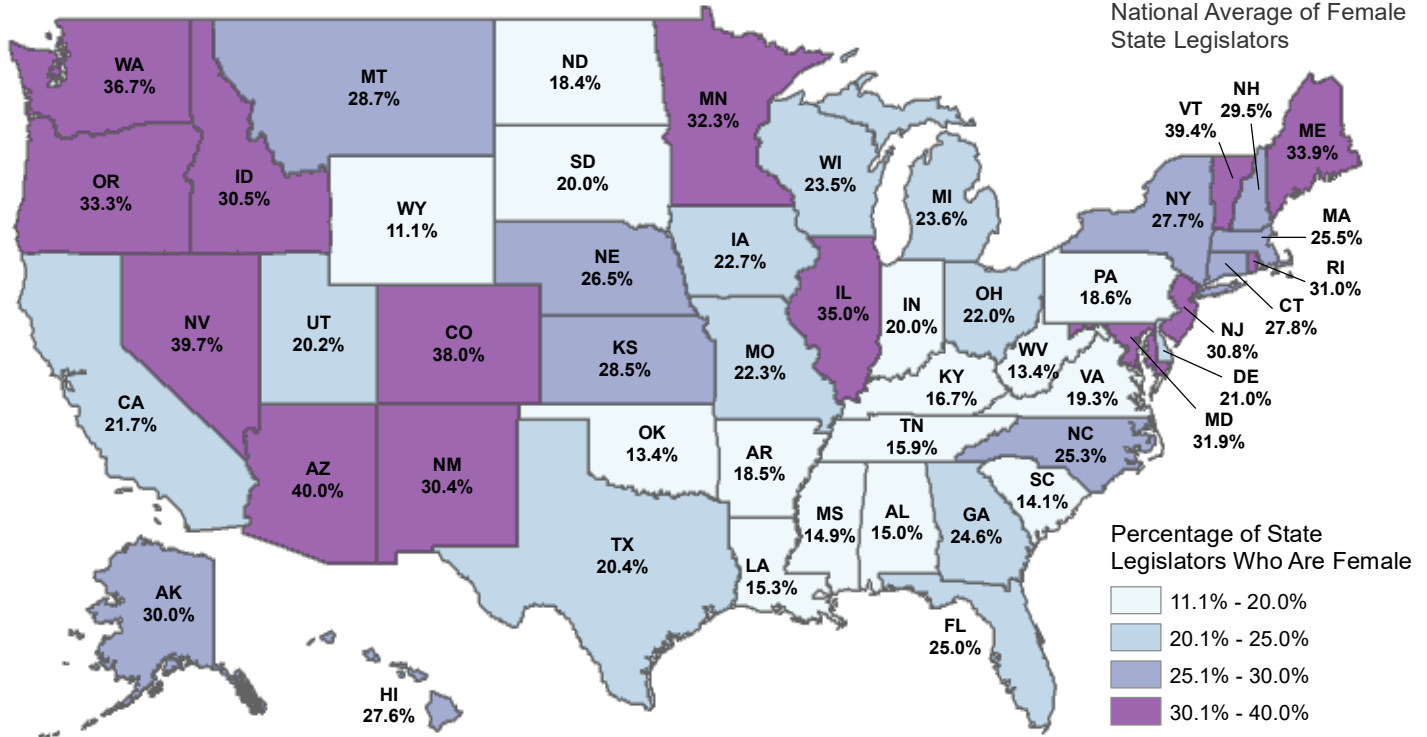 National Average of Female
State Legislators
WA
36.7%
MT
28.7%
ND
18.4%
MN
32.3%
VT
39.4%
NH
29.5%
ME
33.9%
OR
33.3%
ID
30.5%
SD
20.0%
WI
23.5%
MI
23.6%
NY
27.7%
MA
25.5%
WY
11.1%
RI
31.0%
NE
26.5%
IA
22.7%
PA
18.6%
CT
27.8%
NV
39.7%
UT
20.2%
CO
38.0%
IL
35.0%
IN
20.0%
OH
22.0%
NJ
30.8%
KS
28.5%
MO
22.3%
WV
13.4%
VA
19.3%
DE
21.0%
KY
16.7%
MD
31.9%
CA
21.7%
TN
15.9%
NC
25.3%
OK
13.4%
AR
18.5%
AZ
40.0%
NM
30.4%
SC
14.1%
MS
14.9%
AL
15.0%
GA
24.6%
TX
20.4%
LA
15.3%
AK
30.0%
FL
25.0%
HI
27.6%
Percentage of State
Legislators Who Are Female
11.1% - 20.0%
20.1% - 25.0%
25.1% - 30.0%
30.1% - 40.0%